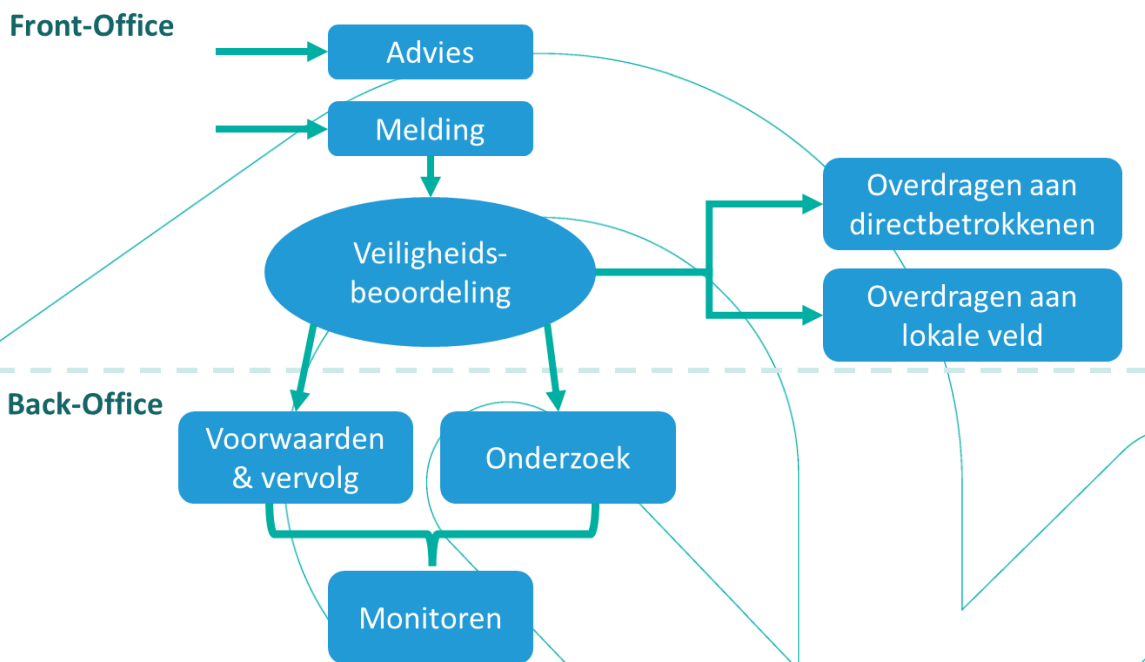 Front-Office
Advies
Melding
Veiligheids-
beoordeling
Overdragen aan
directbetrokkenen
Overdragen aan
lokale veld
Back-Office
Voorwaarden
& vervolg
Onderzoek
Monitoren